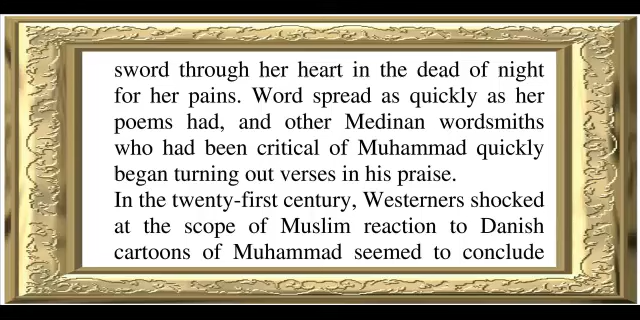 sword through her heart in the dead of night
for her pains. Word spread as quickly as her
poems had, and other Medinan wordsmiths
who had been critical of Muhammad quickly
began turning out verses in his praise.
In the twenty-first century, Westerners shocked
at the scope of Muslim reaction to Danish
cartoons of Muhammad seemed to conclude